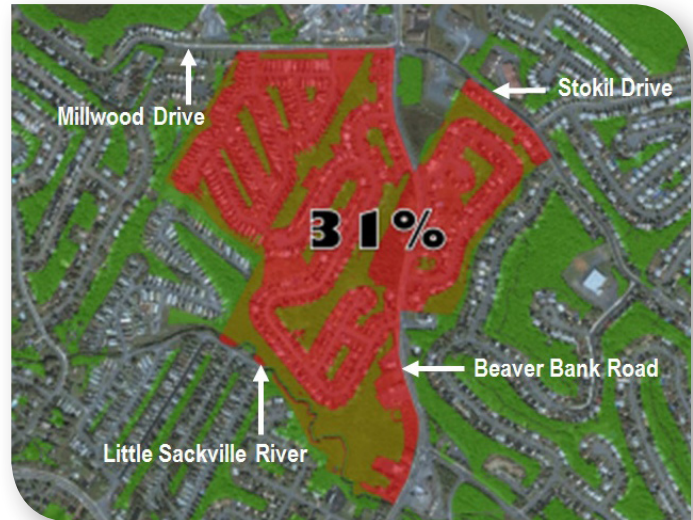 Stokil Drive
Millwood Drive
31%
Beaver Bank Road
Little Sackville River